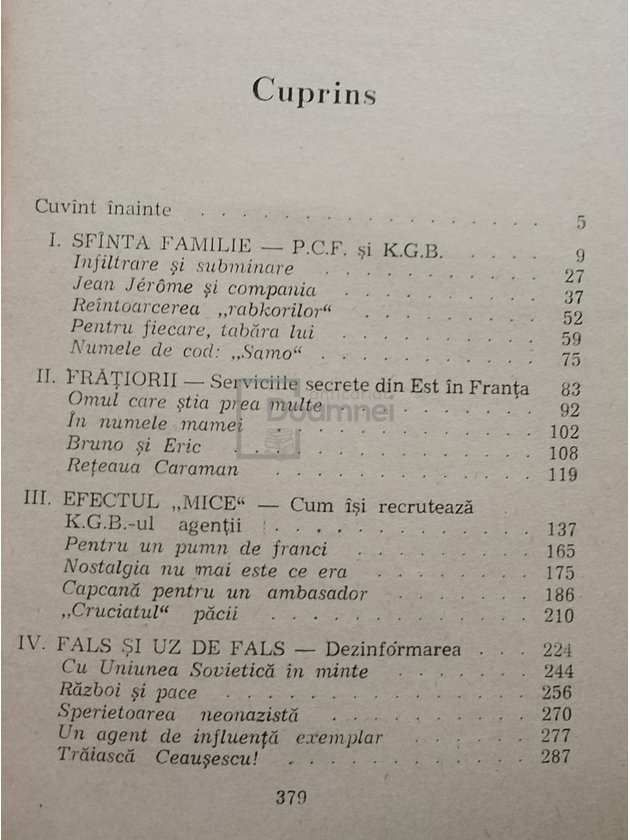 Cuprins
Cuvînt înainte . . . . . . . . . . . . . . . . 5
I. SFÎNTA FAMILIE — P.C.F. și K.G.B. . . . . 9
Infiltrare și subminare . . . . . . . . . . 27
Jean Jérôme și compania . . . . . . . . . 37
Reîntoarcerea „rabkorilor“ . . . . . . . . 52
Pentru fiecare, tabăra lui . . . . . . . . . 59
Numele de cod: „Samo“ . . . . . . . . . 75
II. FRĂȚIORII — Serviciile secrete din Est în Franța 83
Omul care știa prea multe . . . . . . . . 92
În numele mamei . . . . . . . . . . . . 102
Bruno și Eric . . . . . . . . . . . . . . 108
Rețeaua Caraman . . . . . . . . . . . . 119
III. EFECTUL „MICE“ — Cum își recrutează
K.G.B.-ul agenții . . . . . . . . . . . . 137
Pentru un pumn de franci . . . . . . . . 165
Nostalgia nu mai este ce era . . . . . . . 175
Capcană pentru un ambasador . . . . . . 186
„Cruciatul“ păcii . . . . . . . . . . . . 210
IV. FALS ȘI UZ DE FALS — Dezinformarea . . . 224
Cu Uniunea Sovietică în minte . . . . . . 244
Război și pace . . . . . . . . . . . . . 256
Sperietoarea neonazistă . . . . . . . . . 270
Un agent de influență exemplar . . . . . . 277
Trăiască Ceaușescu! . . . . . . . . . . . 287
379
anticariat
Doamnei